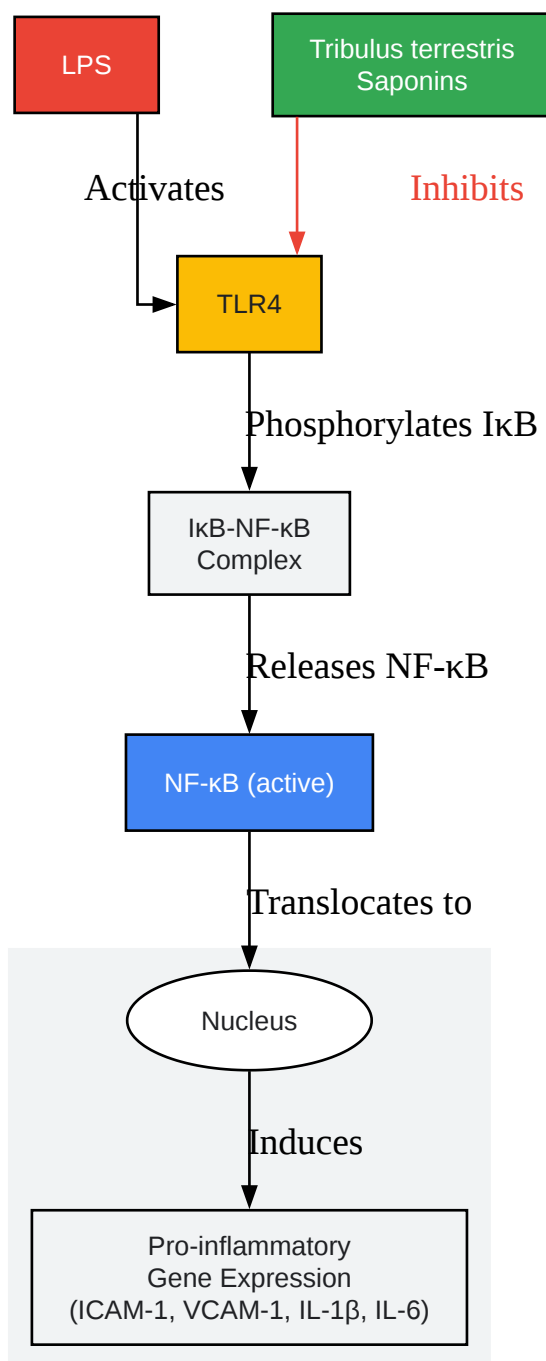 LPS
Tribulus terrestris
Saponins
Activates
Inhibits
TLR4
Phosphorylates IκB
IκB-NF-κB
Complex
Releases NF-κB
NF-κB (active)
Translocates to
Nucleus
Induces
Pro-inflammatory
Gene Expression
(ICAM-1, VCAM-1, IL-1β, IL-6)